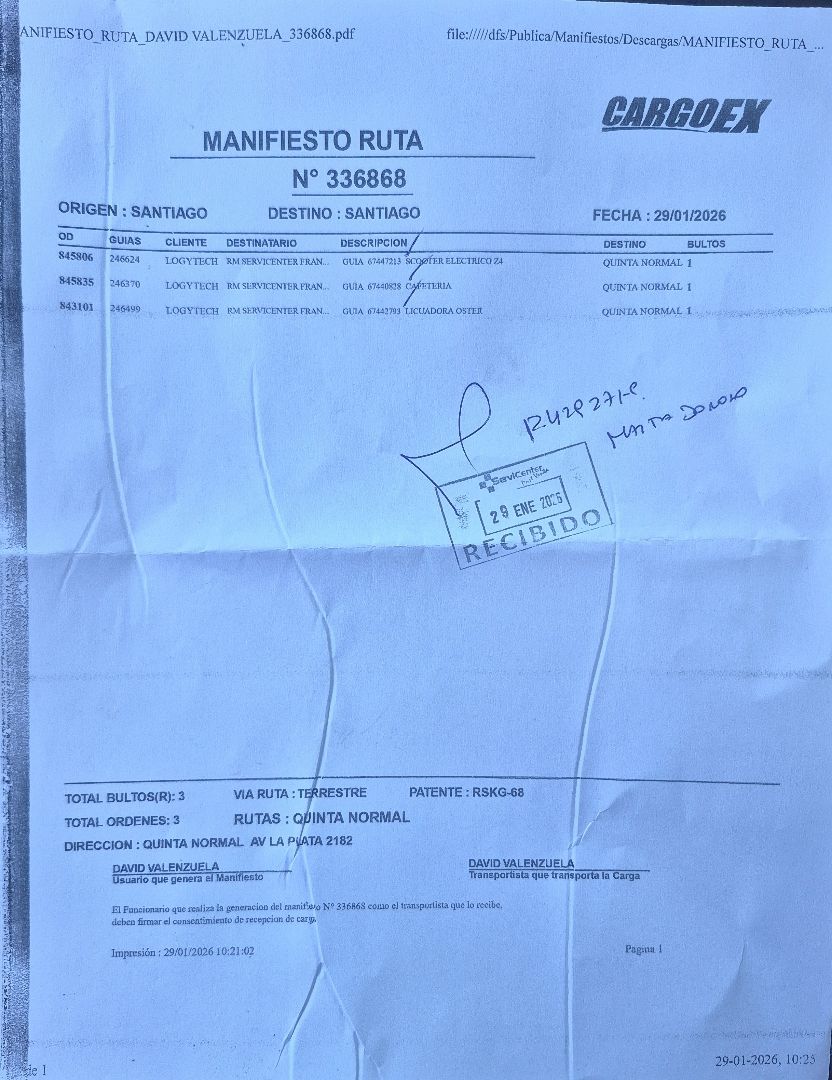 ANIFIESTO_RUTA_DAVID VALENZUELA_336868.pdf file:////dfs/Publica/Manifiestos/Descargas/MANIFIESTO_RUTA_...
CARGOEX
MANIFIESTO RUTA
N° 336868
ORIGEN : SANTIAGO DESTINO : SANTIAGO FECHA : 29/01/2026
OD GUIAS CLIENTE DESTINATARIO DESCRIPCION DESTINO BULTOS
845806 246624 LOGYTECH RM SERVICENTER FRAN... GUIA 67447213 SCOOTER ELECTRICO Z4 QUINTA NORMAL 1
845835 246370 LOGYTECH RM SERVICENTER FRAN... GUIA 67440828 CAFETERIA QUINTA NORMAL 1
843101 246499 LOGYTECH RM SERVICENTER FRAN... GUIA 67442793 LICUADORA OSTER QUINTA NORMAL 1
ServiCenter
29 ENE 2026
RECIBIDO
TOTAL BULTOS(R): 3 VIA RUTA : TERRESTRE PATENTE : RSKG-68
TOTAL ORDENES: 3 RUTAS : QUINTA NORMAL
DIRECCION : QUINTA NORMAL AV LA PLATA 2182
DAVID VALENZUELA DAVID VALENZUELA
Usuario que genera el Manifiesto Transportista que transporta la Carga
El Funcionario que realiza la generacion del manifiesto N° 336868 como el transportista que lo recibe,
deben firmar el consentimiento de recepcion de carga.
Impresión : 29/01/2026 10:21:02 Pagina 1
de 1 29-01-2026, 10:23